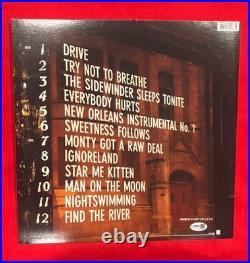 1 DRIVE
2 TRY NOT TO BREATHE
3 THE SIDEWINDER SLEEPS TONITE
4 EVERYBODY HURTS
5 NEW ORLEANS INSTRUMENTAL No. 1
6 SWEETNESS FOLLOWS
7 MONTY GOT A RAW DEAL
8 IGNORELAND
9 STAR ME KITTEN
10 MAN ON THE MOON
11 NIGHTSWIMMING
12 FIND THE RIVER